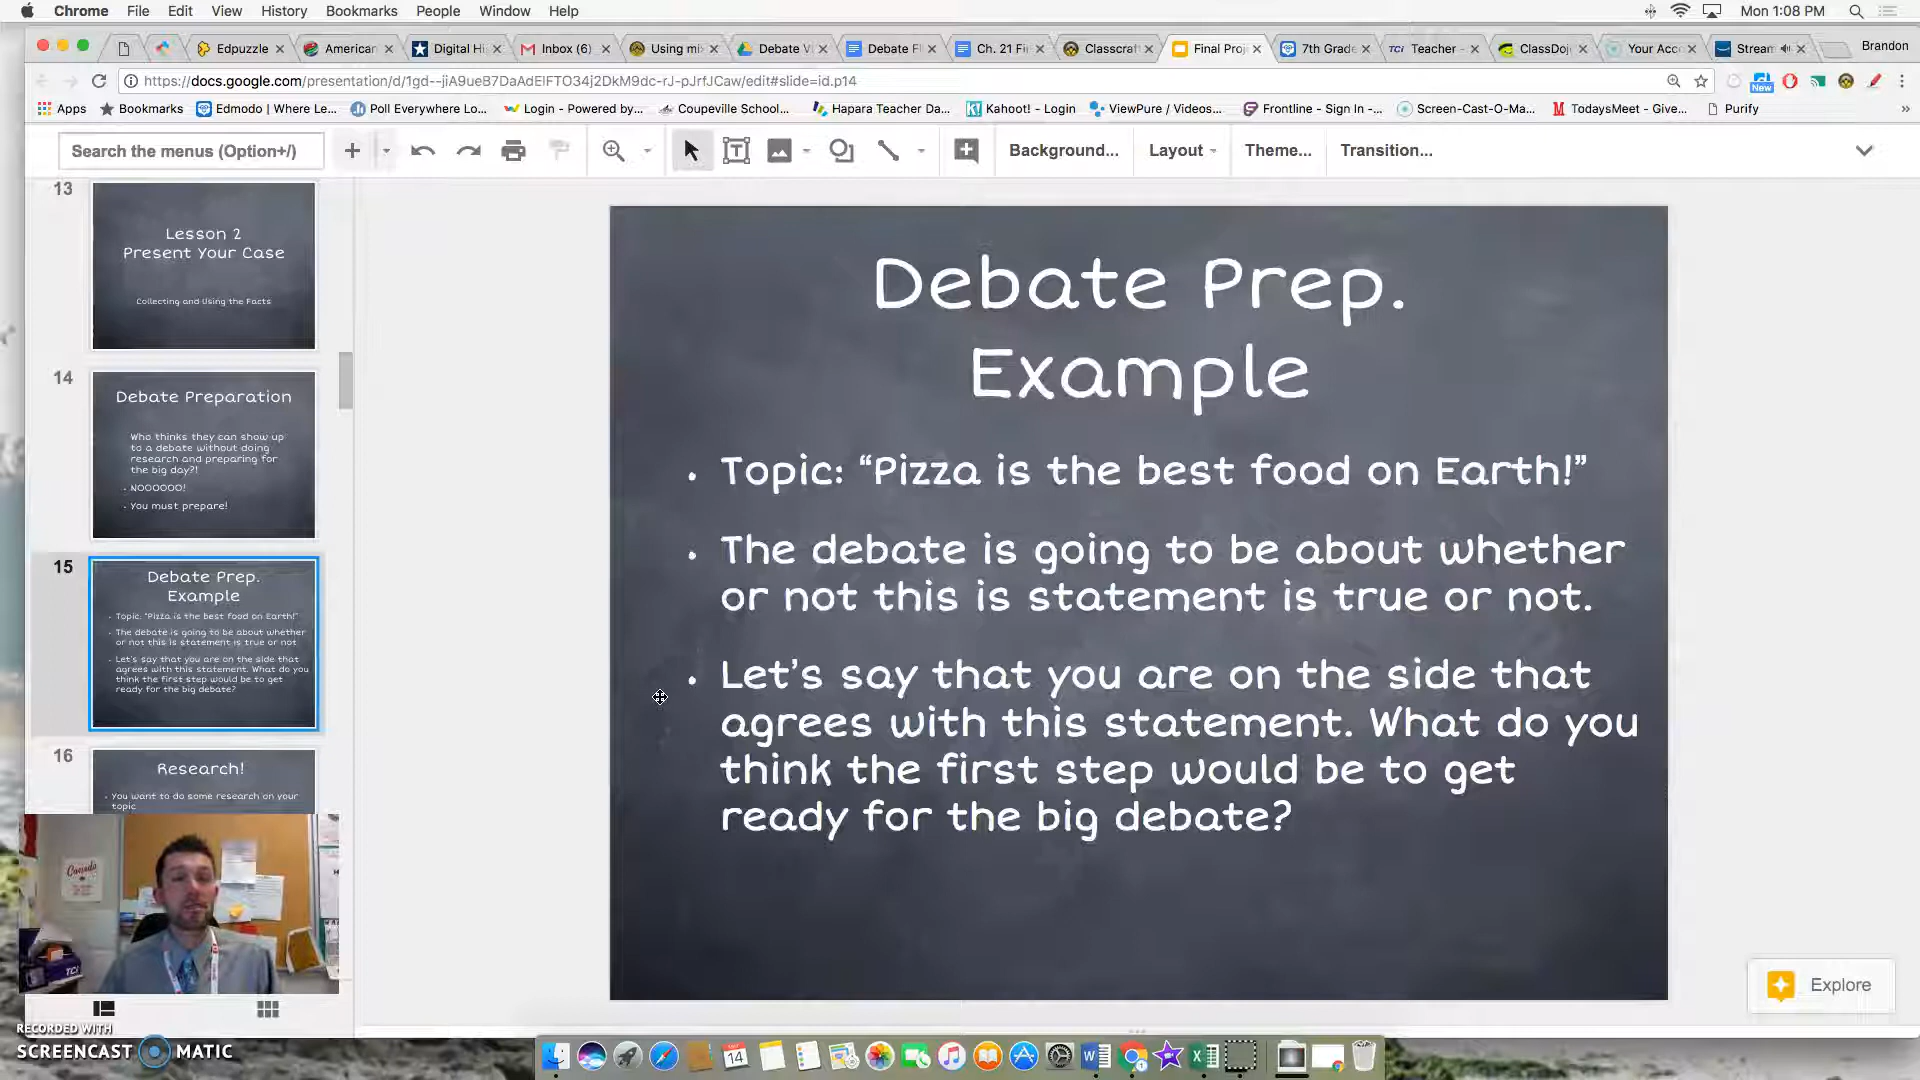 Chrome File Edit View History Bookmarks People Window Help
Mon 1:08 PM
Edpuzzle
American
Digital Hi
Inbox (6)
Using mi
Debate V
Debate Fl
Ch. 21 Fi
Classcraf
Final Proj
7th Grade
TCi Teacher -
ClassDoj
Your Acc
Stream
Brandon
https://docs.google.com/presentation/d/1gd--jiA9ueB7DaAdElFTO34j2DkM9dc-rJ-pJrfJCaw/edit#slide=id.p14
New
Apps
Bookmarks
Edmodo | Where Le...
Poll Everywhere Lo...
Login - Powered by...
Coupeville School...
Hapara Teacher Da...
Kahoot! - Login
ViewPure / Videos...
Frontline - Sign In -...
Screen-Cast-O-Ma...
TodaysMeet - Give...
Purify
»
Search the menus (Option+/)
Background...
Layout
Theme...
Transition...
13
Lesson 2
Present Your Case
Collecting and Using the Facts
14
Debate Preparation
Who thinks they can show up
to a debate without doing
research and preparing for
the big day?!
• NOOOOOO!
• You must prepare!
15
Debate Prep.
Example
• Topic: "Pizza is the best food on Earth!"
• The debate is going to be about whether
or not this is statement is true or not.
• Let's say that you are on the side that
agrees with this statement. What do you
think the first step would be to get
ready for the big debate?
16
Research!
• You want to do some research on your
topic
Debate Prep.
Example
• Topic: “Pizza is the best food on Earth!”
• The debate is going to be about whether
or not this is statement is true or not.
• Let’s say that you are on the side that
agrees with this statement. What do you
think the first step would be to get
ready for the big debate?
Canada
TCi
Explore
RECORDED WITH
SCREENCAST MATIC
14